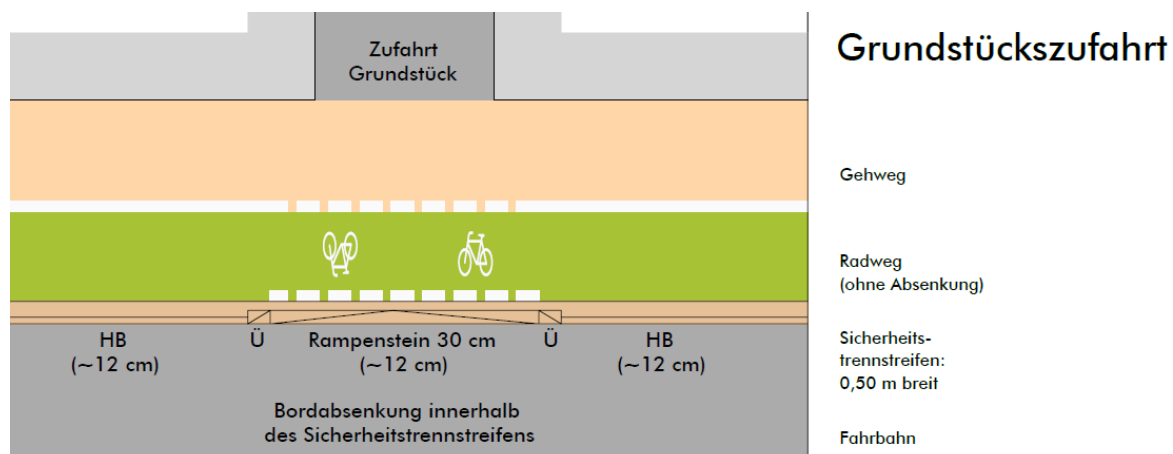 Zufahrt
Grundstück
Grundstückszufahrt
Gehweg
Radweg
(ohne Absenkung)
HB
(~12 cm)
Ü
Rampenstein 30 cm
(~12 cm)
Ü
HB
(~12 cm)
Sicherheits-
trennstreifen:
0,50 m breit
Bordabsenkung innerhalb
des Sicherheitstrennstreifens
Fahrbahn